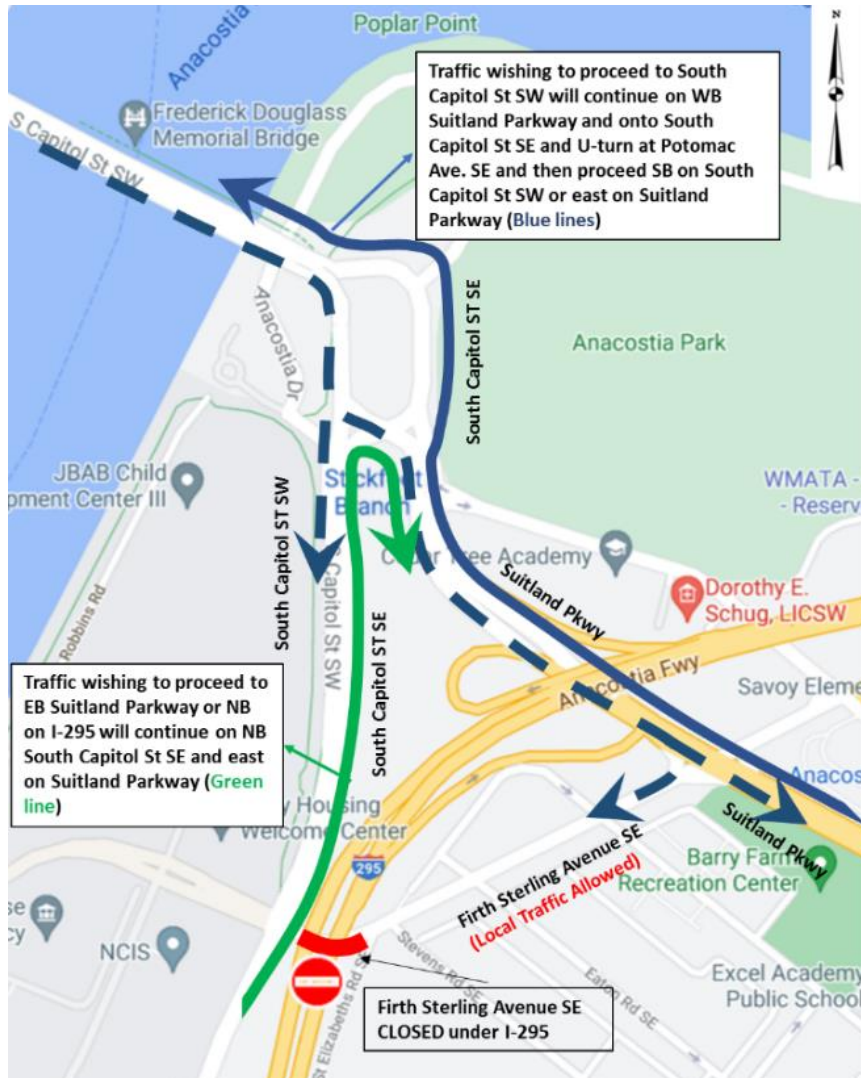 Poplar Point
N
Anacostia
Traffic wishing to proceed to South
Capitol St SW will continue on WB
Suitland Parkway and onto South
Capitol St SE and U-turn at Potomac
Ave. SE and then proceed SB on South
Capitol St SW or east on Suitland
Parkway (Blue lines)
Frederick Douglass
Memorial Bridge
S Capitol St SW
Anacostia Dr
South Capitol ST SE
Anacostia Park
JBAB Child
pment Center III
Stickfoot
Branch
WMATA -
- Reserv
South Capitol ST SW
S Capitol St SW
Cedar Tree Academy
Dorothy E.
Schug, LICSW
Suitland Pkwy
Robbins Rd
South Capitol ST SE
Anacostia Fwy
Savoy Eleme
Traffic wishing to proceed to
EB Suitland Parkway or NB
on I-295 will continue on NB
South Capitol St SE and east
on Suitland Parkway (Green
line)
Anacos
Suitland Pkwy
y Housing
Welcome Center
295
Firth Sterling Avenue SE
(Local Traffic Allowed)
Barry Farm
Recreation Center
se
cy
NCIS
Stevens Rd SE
Eaton Rd SE
St Elizabeths Rd S
Excel Academy
Public School
Firth Sterling Avenue SE
CLOSED under I-295